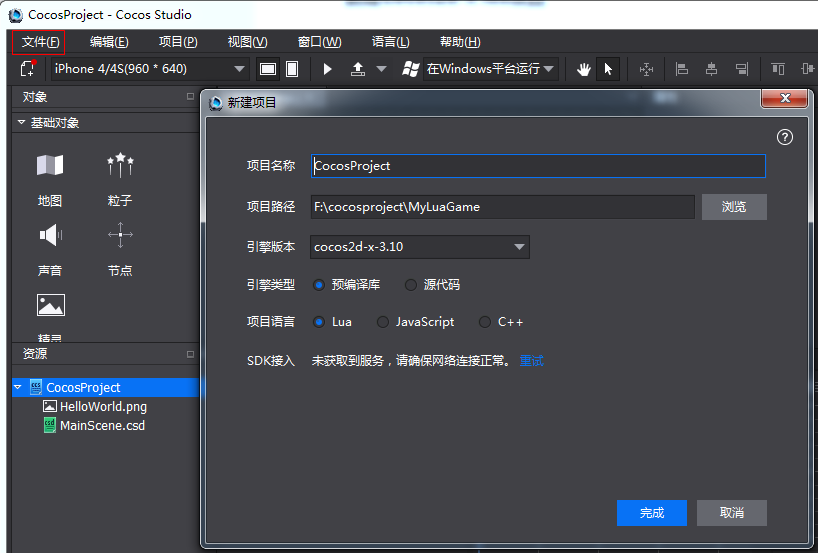 CocosProject - Cocos Studio
文件(F) 编辑(E) 项目(P) 视图(V) 窗口(W) 语言(L) 帮助(H)
iPhone 4/4S(960 * 640) 在Windows平台运行
对象
基础对象
地图 粒子
声音 节点
精灵
资源
CocosProject
HelloWorld.png
MainScene.csd
新建项目
项目名称 CocosProject
项目路径 F:\cocosproject\MyLuaGame 浏览
引擎版本 cocos2d-x-3.10
引擎类型 预编译库 源代码
项目语言 Lua JavaScript C++
SDK接入 未获取到服务，请确保网络连接正常。 重试
完成 取消